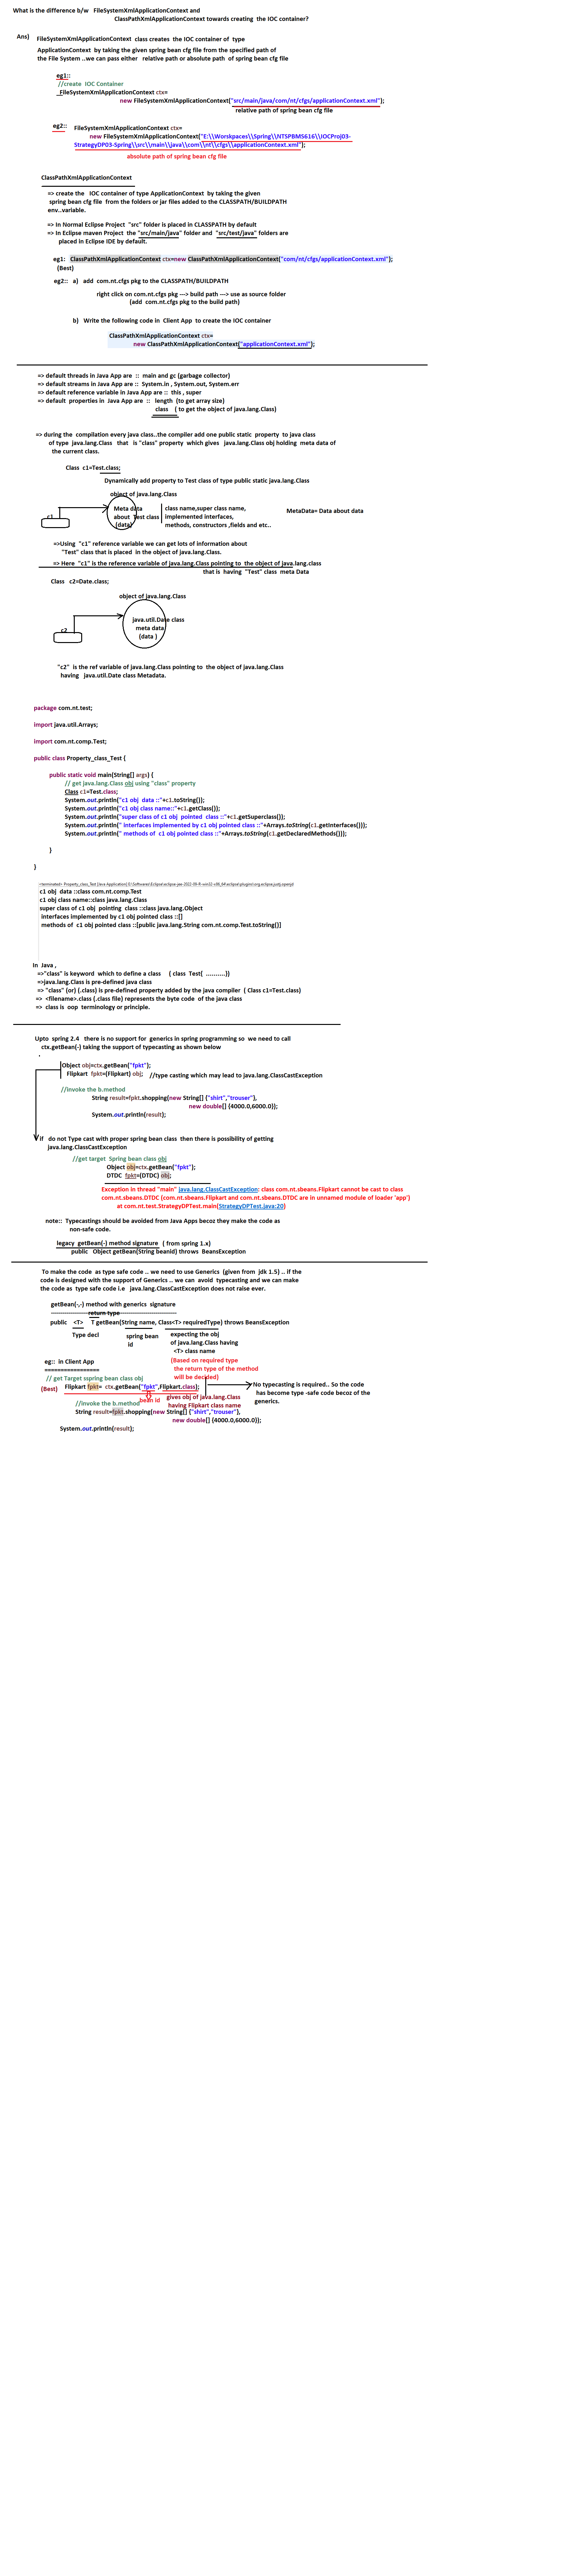 What is the difference b/w FileSystemXmlApplicationContext and
ClassPathXmlApplicationContext towards creating the IOC container?
Ans) FileSystemXmlApplicationContext class creates the IOC container of type
ApplicationContext by taking the given spring bean cfg file from the specified path of
the File System ..we can pass either relative path or absolute path of spring bean cfg file
eg1::
//create IOC Container
FileSystemXmlApplicationContext ctx=
new FileSystemXmlApplicationContext("src/main/java/com/nt/cfgs/applicationContext.xml");
relative path of spring bean cfg file
eg2:: FileSystemXmlApplicationContext ctx=
new FileSystemXmlApplicationContext("E:\\Worskpaces\\Spring\\NTSPBMS616\\IOCProj03-
StrategyDP03-Spring\\src\\main\\java\\com\\nt\\cfgs\\applicationContext.xml");
absolute path of spring bean cfg file
ClassPathXmlApplicationContext
=> create the IOC container of type ApplicationContext by taking the given
spring bean cfg file from the folders or jar files added to the CLASSPATH/BUILDPATH
env..variable.
=> In Normal Eclipse Project "src" folder is placed in CLASSPATH by default
=> In Eclipse maven Project the "src/main/java" folder and "src/test/java" folders are
placed in Eclipse IDE by default.
eg1: ClassPathXmlApplicationContext ctx=new ClassPathXmlApplicationContext("com/nt/cfgs/applicationContext.xml");
(Best)
eg2:: a) add com.nt.cfgs pkg to the CLASSPATH/BUILDPATH
right click on com.nt.cfgs pkg ---> build path ---> use as source folder
(add com.nt.cfgs pkg to the build path)
b) Write the following code in Client App to create the IOC container
ClassPathXmlApplicationContext ctx=
new ClassPathXmlApplicationContext("applicationContext.xml");
=> default threads in Java App are :: main and gc (garbage collector)
=> default streams in Java App are :: System.in , System.out, System.err
=> default reference variable in Java App are :: this , super
=> default properties in Java App are :: length (to get array size)
class ( to get the object of java.lang.Class)
=> during the compilation every java class..the compiler add one public static property to java class
of type java.lang.Class that is "class" property which gives java.lang.Class obj holding meta data of
the current class.
Class c1=Test.class;
Dynamically add property to Test class of type public static java.lang.Class
object of java.lang.Class
c1
Meta data
about Test class
(data)
class name,super class name,
implemented interfaces,
methods, constructors ,fields and etc..
MetaData= Data about data
=>Using "c1" reference variable we can get lots of information about
"Test" class that is placed in the object of java.lang.Class.
=> Here "c1" is the reference variable of java.lang.Class pointing to the object of java.lang.class
that is having "Test" class meta Data
Class c2=Date.class;
object of java.lang.Class
c2
java.util.Date class
meta data
(data )
"c2" is the ref variable of java.lang.Class pointing to the object of java.lang.Class
having java.util.Date class Metadata.
package com.nt.test;
import java.util.Arrays;
import com.nt.comp.Test;
public class Property_class_Test {
public static void main(String[] args) {
// get java.lang.Class obj using "class" property
Class c1=Test.class;
System.out.println("c1 obj data ::"+c1.toString());
System.out.println("c1 obj class name::"+c1.getClass());
System.out.println("super class of c1 obj pointed class ::"+c1.getSuperclass());
System.out.println(" interfaces implemented by c1 obj pointed class ::"+Arrays.toString(c1.getInterfaces()));
System.out.println(" methods of c1 obj pointed class ::"+Arrays.toString(c1.getDeclaredMethods()));
}
}
c1 obj data ::class com.nt.comp.Test
c1 obj class name::class java.lang.Class
super class of c1 obj pointing class ::class java.lang.Object
interfaces implemented by c1 obj pointed class ::[]
methods of c1 obj pointed class ::[public java.lang.String com.nt.comp.Test.toString()]
In Java ,
=>"class" is keyword which to define a class ( class Test{ ..........})
=>java.lang.Class is pre-defined java class
=> "class" (or) (.class) is pre-defined property added by the java compiler ( Class c1=Test.class)
=> <filename>.class (.class file) represents the byte code of the java class
=> class is oop terminology or principle.
Upto spring 2.4 there is no support for generics in spring programming so we need to call
ctx.getBean(-) taking the support of typecasting as shown below
.
Object obj=ctx.getBean("fpkt");
Flipkart fpkt=(Flipkart) obj; //type casting which may lead to java.lang.ClassCastException
//invoke the b.method
String result=fpkt.shopping(new String[] {"shirt","trouser"},
new double[] {4000.0,6000.0});
System.out.println(result);
if do not Type cast with proper spring bean class then there is possibility of getting
java.lang.ClassCastException
//get target Spring bean class obj
Object obj=ctx.getBean("fpkt");
DTDC fpkt=(DTDC) obj;
Exception in thread "main" java.lang.ClassCastException: class com.nt.sbeans.Flipkart cannot be cast to class
com.nt.sbeans.DTDC (com.nt.sbeans.Flipkart and com.nt.sbeans.DTDC are in unnamed module of loader 'app')
at com.nt.test.StrategyDPTest.main(StrategyDPTest.java:20)
note:: Typecastings should be avoided from Java Apps becoz they make the code as
non-safe code.
legacy getBean(-) method signature ( from spring 1.x)
public Object getBean(String beanid) throws BeansException
To make the code as type safe code .. we need to use Generics (given from jdk 1.5) .. if the
code is designed with the support of Generics .. we can avoid typecasting and we can make
the code as type safe code i.e java.lang.ClassCastException does not raise ever.
getBean(-,-) method with generics signature
return type
public <T> T getBean(String name, Class<T> requiredType) throws BeansException
Type decl
spring bean
id
expecting the obj
of java.lang.Class having
<T> class name
(Based on required type
the return type of the method
will be decided)
eg:: in Client App
=================
// get Target spring bean class obj
(Best) Flipkart fpkt= ctx.getBean("fpkt",Flipkart.class);
No typecasting is required.. So the code
has become type -safe code becoz of the
generics.
bean id
gives obj of java.lang.Class
having Flipkart class name
//invoke the b.method
String result=fpkt.shopping(new String[] {"shirt","trouser"},
new double[] {4000.0,6000.0});
System.out.println(result);